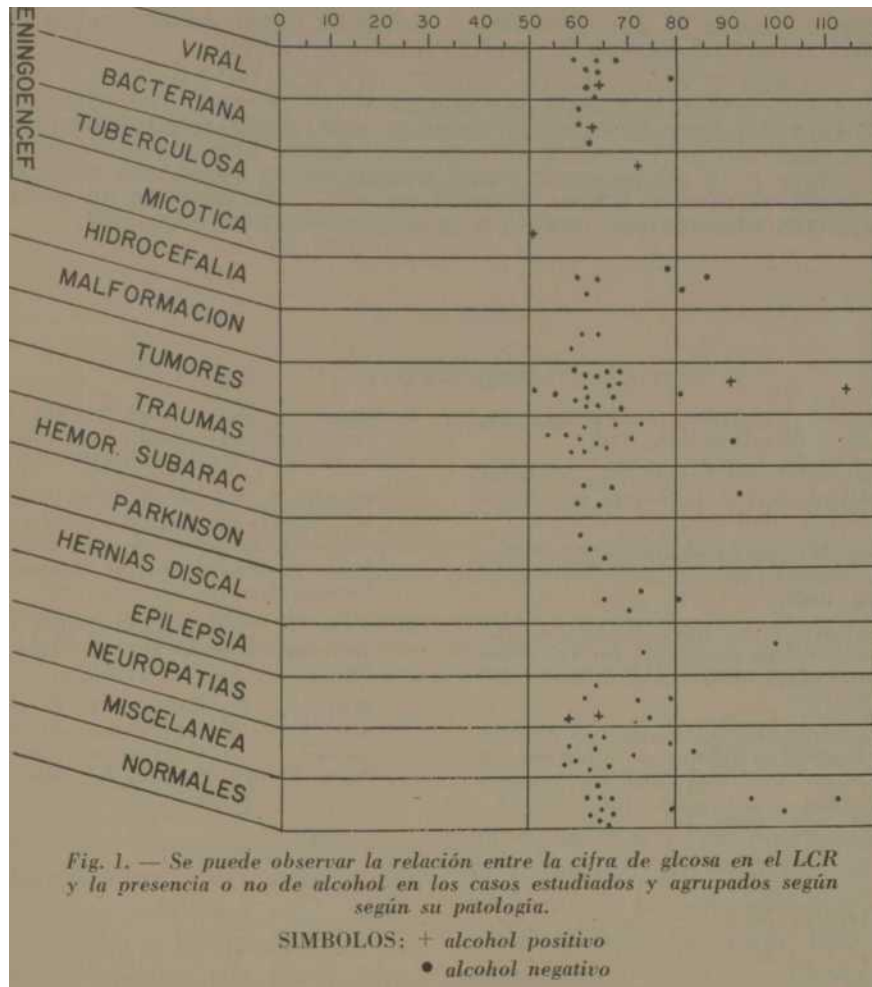 0 10 20 30 40 50 60 70 80 90 100 110
ENINGOENCEF
VIRAL
BACTERIANA
TUBERCULOSA
MICOTICA
HIDROCEFALIA
MALFORMACION
TUMORES
TRAUMAS
HEMOR. SUBARAC
PARKINSON
HERNIAS DISCAL
EPILEPSIA
NEUROPATIAS
MISCELANEA
NORMALES
Fig. 1. — Se puede observar la relación entre la cifra de glcosa en el LCR
y la presencia o no de alcohol en los casos estudiados y agrupados según
según su patología.
SIMBOLOS: + alcohol positivo
• alcohol negativo